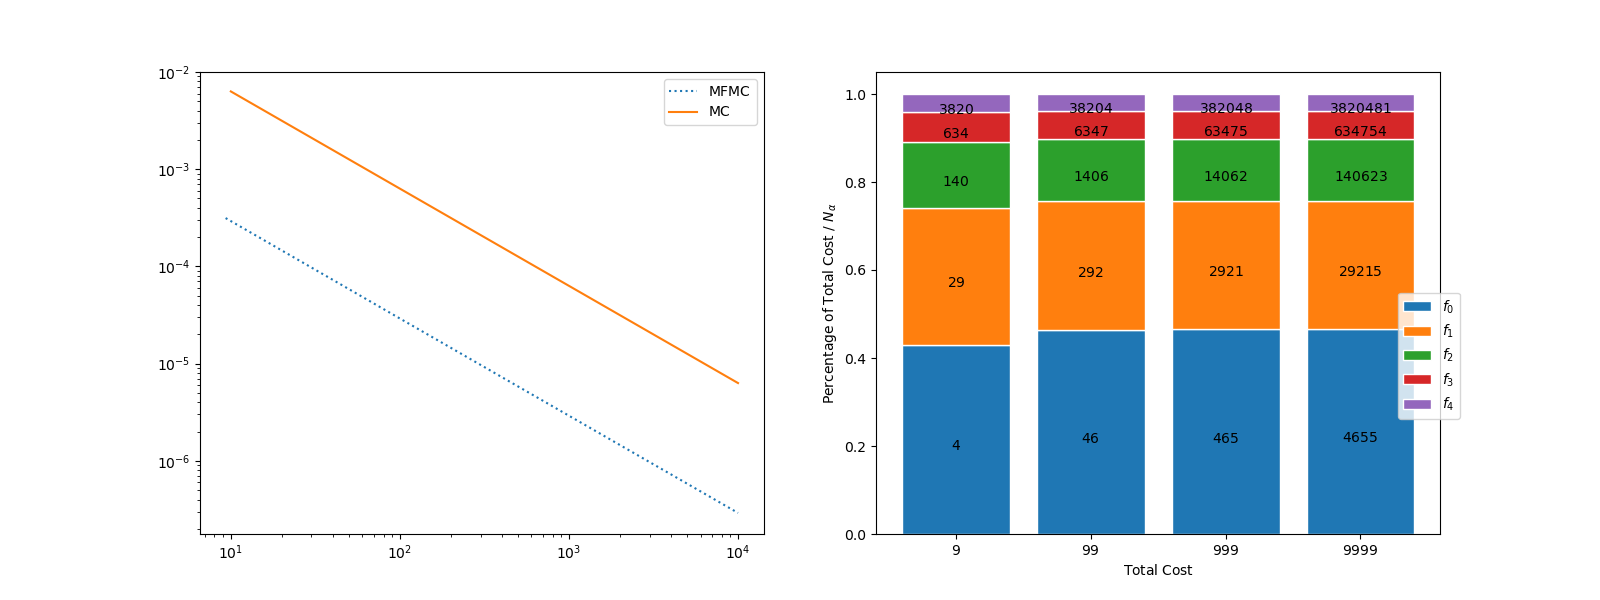 10⁻²
10⁻³
10⁻⁴
10⁻⁵
10⁻⁶
10¹ 10² 10³ 10⁴
MFMC
MC
Percentage of Total Cost / Nα
1.0
0.8
0.6
0.4
0.2
0.0
3820 38204 382048 3820481
634 6347 63475 634754
140 1406 14062 140623
29 292 2921 29215
4 46 465 4655
9 99 999 9999
Total Cost
f₀
f₁
f₂
f₃
f₄